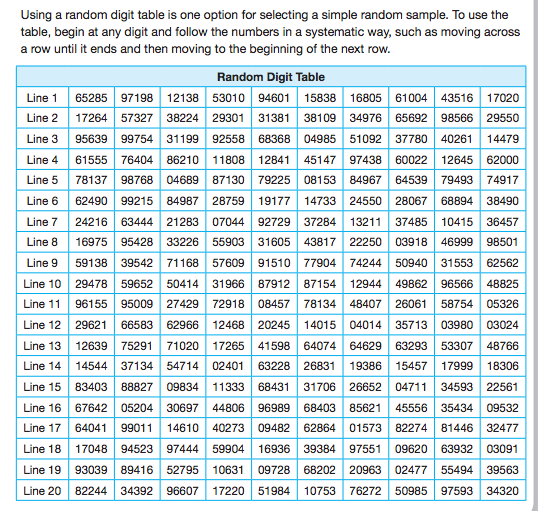 Using a random digit table is one option for selecting a simple random sample. To use the
table, begin at any digit and follow the numbers in a systematic way, such as moving across
a row until it ends and then moving to the beginning of the next row.
Random Digit Table
Line 1 65285 97198 12138 53010 94601 15838 16805 61004 43516 17020
Line 2 17264 57327 38224 29301 31381 38109 34976 65692 98566 29550
Line 3 95639 99754 31199 92558 68368 04985 51092 37780 40261 14479
Line 4 61555 76404 86210 11808 12841 45147 97438 60022 12645 62000
Line 5 78137 98768 04689 87130 79225 08153 84967 64539 79493 74917
Line 6 62490 99215 84987 28759 19177 14733 24550 28067 68894 38490
Line 7 24216 63444 21283 07044 92729 37284 13211 37485 10415 36457
Line 8 16975 95428 33226 55903 31605 43817 22250 03918 46999 98501
Line 9 59138 39542 71168 57609 91510 77904 74244 50940 31553 62562
Line 10 29478 59652 50414 31966 87912 87154 12944 49862 96566 48825
Line 11 96155 95009 27429 72918 08457 78134 48407 26061 58754 05326
Line 12 29621 66583 62966 12468 20245 14015 04014 35713 03980 03024
Line 13 12639 75291 71020 17265 41598 64074 64629 63293 53307 48766
Line 14 14544 37134 54714 02401 63228 26831 19386 15457 17999 18306
Line 15 83403 88827 09834 11333 68431 31706 26652 04711 34593 22561
Line 16 67642 05204 30697 44806 96989 68403 85621 45556 35434 09532
Line 17 64041 99011 14610 40273 09482 62864 01573 82274 81446 32477
Line 18 17048 94523 97444 59904 16936 39384 97551 09620 63932 03091
Line 19 93039 89416 52795 10631 09728 68202 20963 02477 55494 39563
Line 20 82244 34392 96607 17220 51984 10753 76272 50985 97593 34320